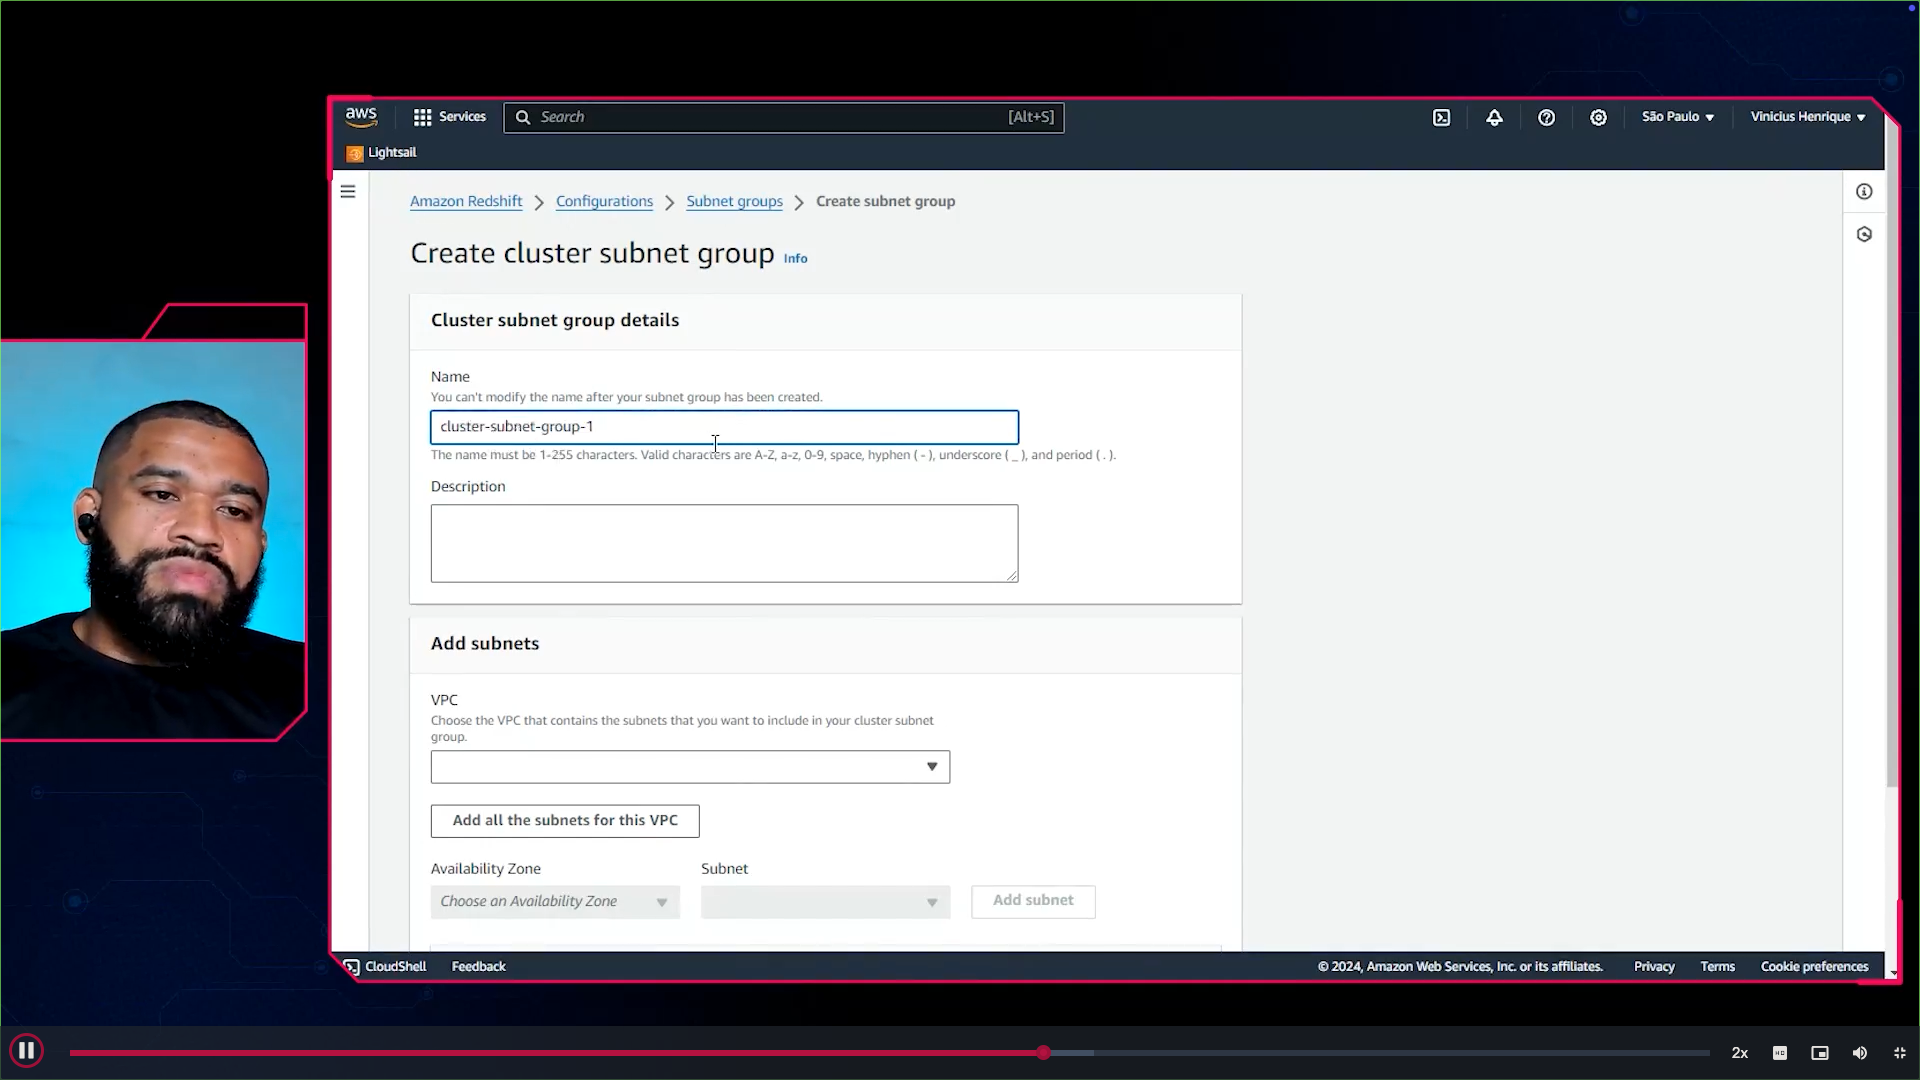 aws
Services
Search
[Alt+S]
São Paulo
Vinicius Henrique
Lightsail
Amazon Redshift
Configurations
Subnet groups
Create subnet group
Create cluster subnet group
Info
Cluster subnet group details
Name
You can't modify the name after your subnet group has been created.
cluster-subnet-group-1
The name must be 1-255 characters. Valid characters are A-Z, a-z, 0-9, space, hyphen ( - ), underscore ( _ ), and period ( . ).
Description
Add subnets
VPC
Choose the VPC that contains the subnets that you want to include in your cluster subnet
group.
Add all the subnets for this VPC
Availability Zone
Subnet
Choose an Availability Zone
Add subnet
CloudShell
Feedback
© 2024, Amazon Web Services, Inc. or its affiliates.
Privacy
Terms
Cookie preferences
2x
HD